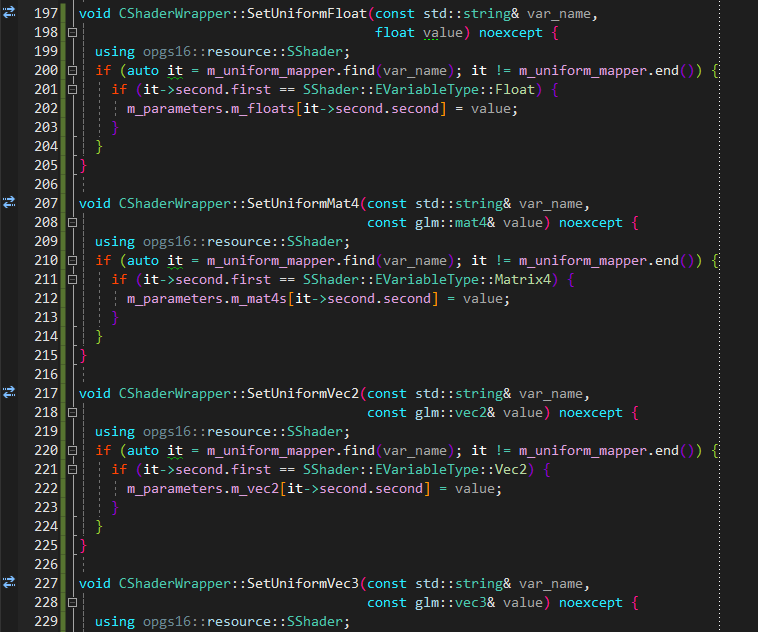 197 void CShaderWrapper::SetUniformFloat(const std::string& var_name,
198                                      float value) noexcept {
199   using opgs16::resource::SShader;
200   if (auto it = m_uniform_mapper.find(var_name); it != m_uniform_mapper.end()) {
201     if (it->second.first == SShader::EVariableType::Float) {
202       m_parameters.m_floats[it->second.second] = value;
203     }
204   }
205 }
206
207 void CShaderWrapper::SetUniformMat4(const std::string& var_name,
208                                     const glm::mat4& value) noexcept {
209   using opgs16::resource::SShader;
210   if (auto it = m_uniform_mapper.find(var_name); it != m_uniform_mapper.end()) {
211     if (it->second.first == SShader::EVariableType::Matrix4) {
212       m_parameters.m_mat4s[it->second.second] = value;
213     }
214   }
215 }
216
217 void CShaderWrapper::SetUniformVec2(const std::string& var_name,
218                                     const glm::vec2& value) noexcept {
219   using opgs16::resource::SShader;
220   if (auto it = m_uniform_mapper.find(var_name); it != m_uniform_mapper.end()) {
221     if (it->second.first == SShader::EVariableType::Vec2) {
222       m_parameters.m_vec2[it->second.second] = value;
223     }
224   }
225 }
226
227 void CShaderWrapper::SetUniformVec3(const std::string& var_name,
228                                     const glm::vec3& value) noexcept {
229   using opgs16::resource::SShader;